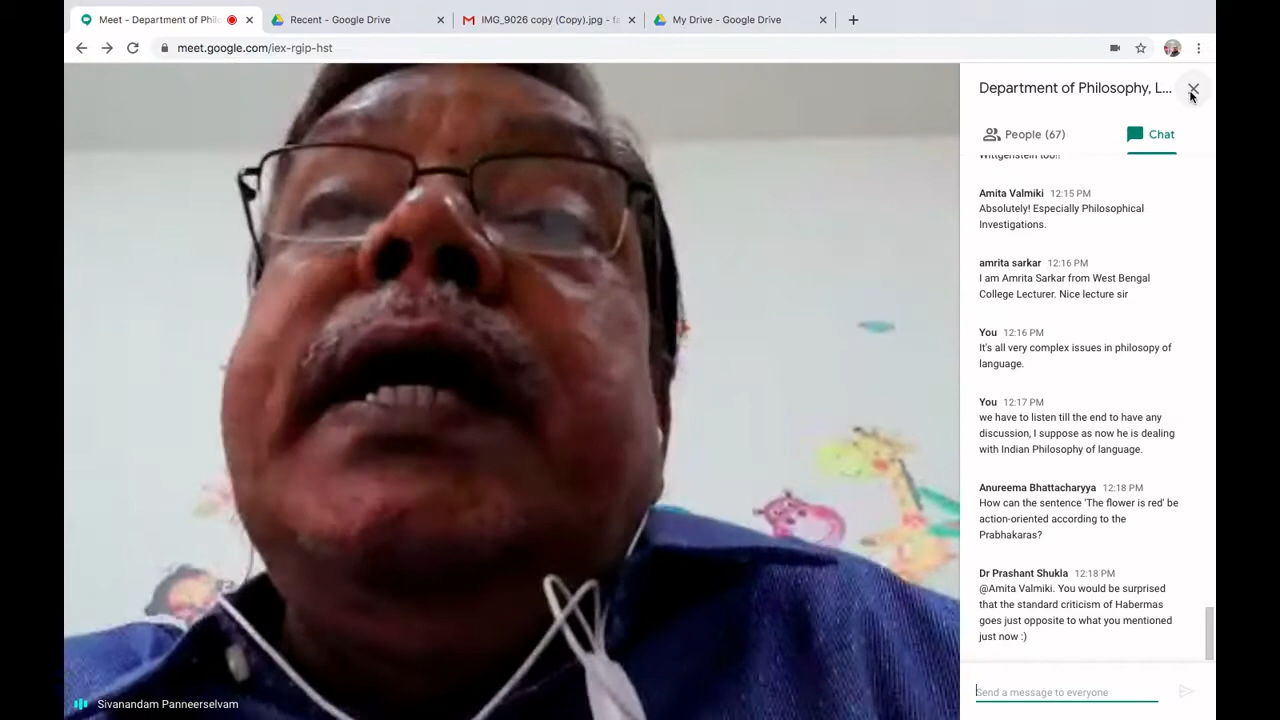 Meet - Department of Philo
Recent - Google Drive
IMG_9026 copy (Copy).jpg - fa
My Drive - Google Drive
meet.google.com/iex-rgip-hst
Department of Philosophy, L...
People (67)
Chat
Wittgenstein too!!
Amita Valmiki 12:15 PM
Absolutely! Especially Philosophical
Investigations.
amrita sarkar 12:16 PM
I am Amrita Sarkar from West Bengal
College Lecturer. Nice lecture sir
You 12:16 PM
It's all very complex issues in philosopy of
language.
You 12:17 PM
we have to listen till the end to have any
discussion, I suppose as now he is dealing
with Indian Philosophy of language.
Anureema Bhattacharyya 12:18 PM
How can the sentence 'The flower is red' be
action-oriented according to the
Prabhakaras?
Dr Prashant Shukla 12:18 PM
@Amita Valmiki. You would be surprised
that the standard criticism of Habermas
goes just opposite to what you mentioned
just now :)
Send a message to everyone
Sivanandam Panneerselvam